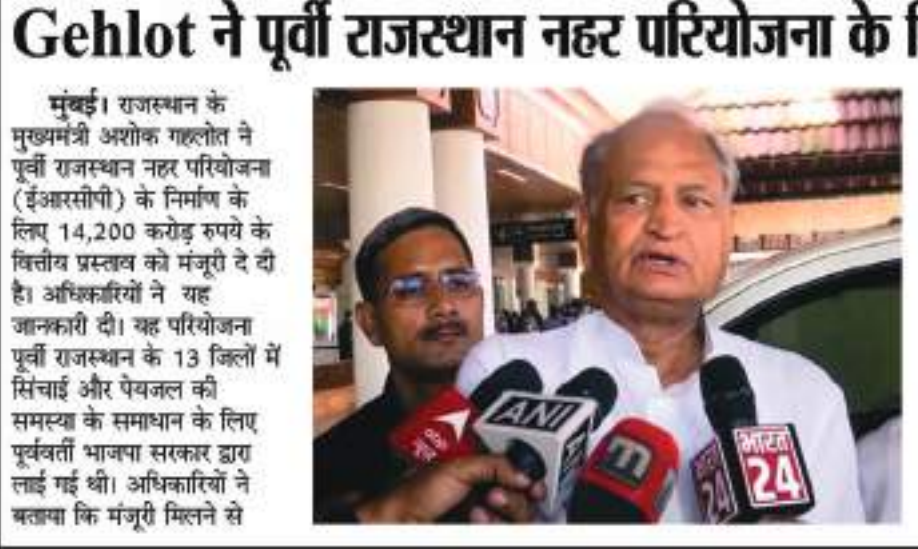 Gehlot ने पूर्वी राजस्थान नहर परियोजना के
मुंबई। राजस्थान के
मुख्यमंत्री अशोक गहलोत ने
पूर्वी राजस्थान नहर परियोजना
(ईआरसीपी) के निर्माण के
लिए 14,200 करोड़ रुपये के
वित्तीय प्रस्ताव को मंजूरी दे दी
है। अधिकारियों ने यह
जानकारी दी। यह परियोजना
पूर्वी राजस्थान के 13 जिलों में
सिंचाई और पेयजल की
समस्या के समाधान के लिए
पूर्ववर्ती भाजपा सरकार द्वारा
लाई गई थी। अधिकारियों ने
बताया कि मंजूरी मिलने से
ANI
m
भारत
24
24